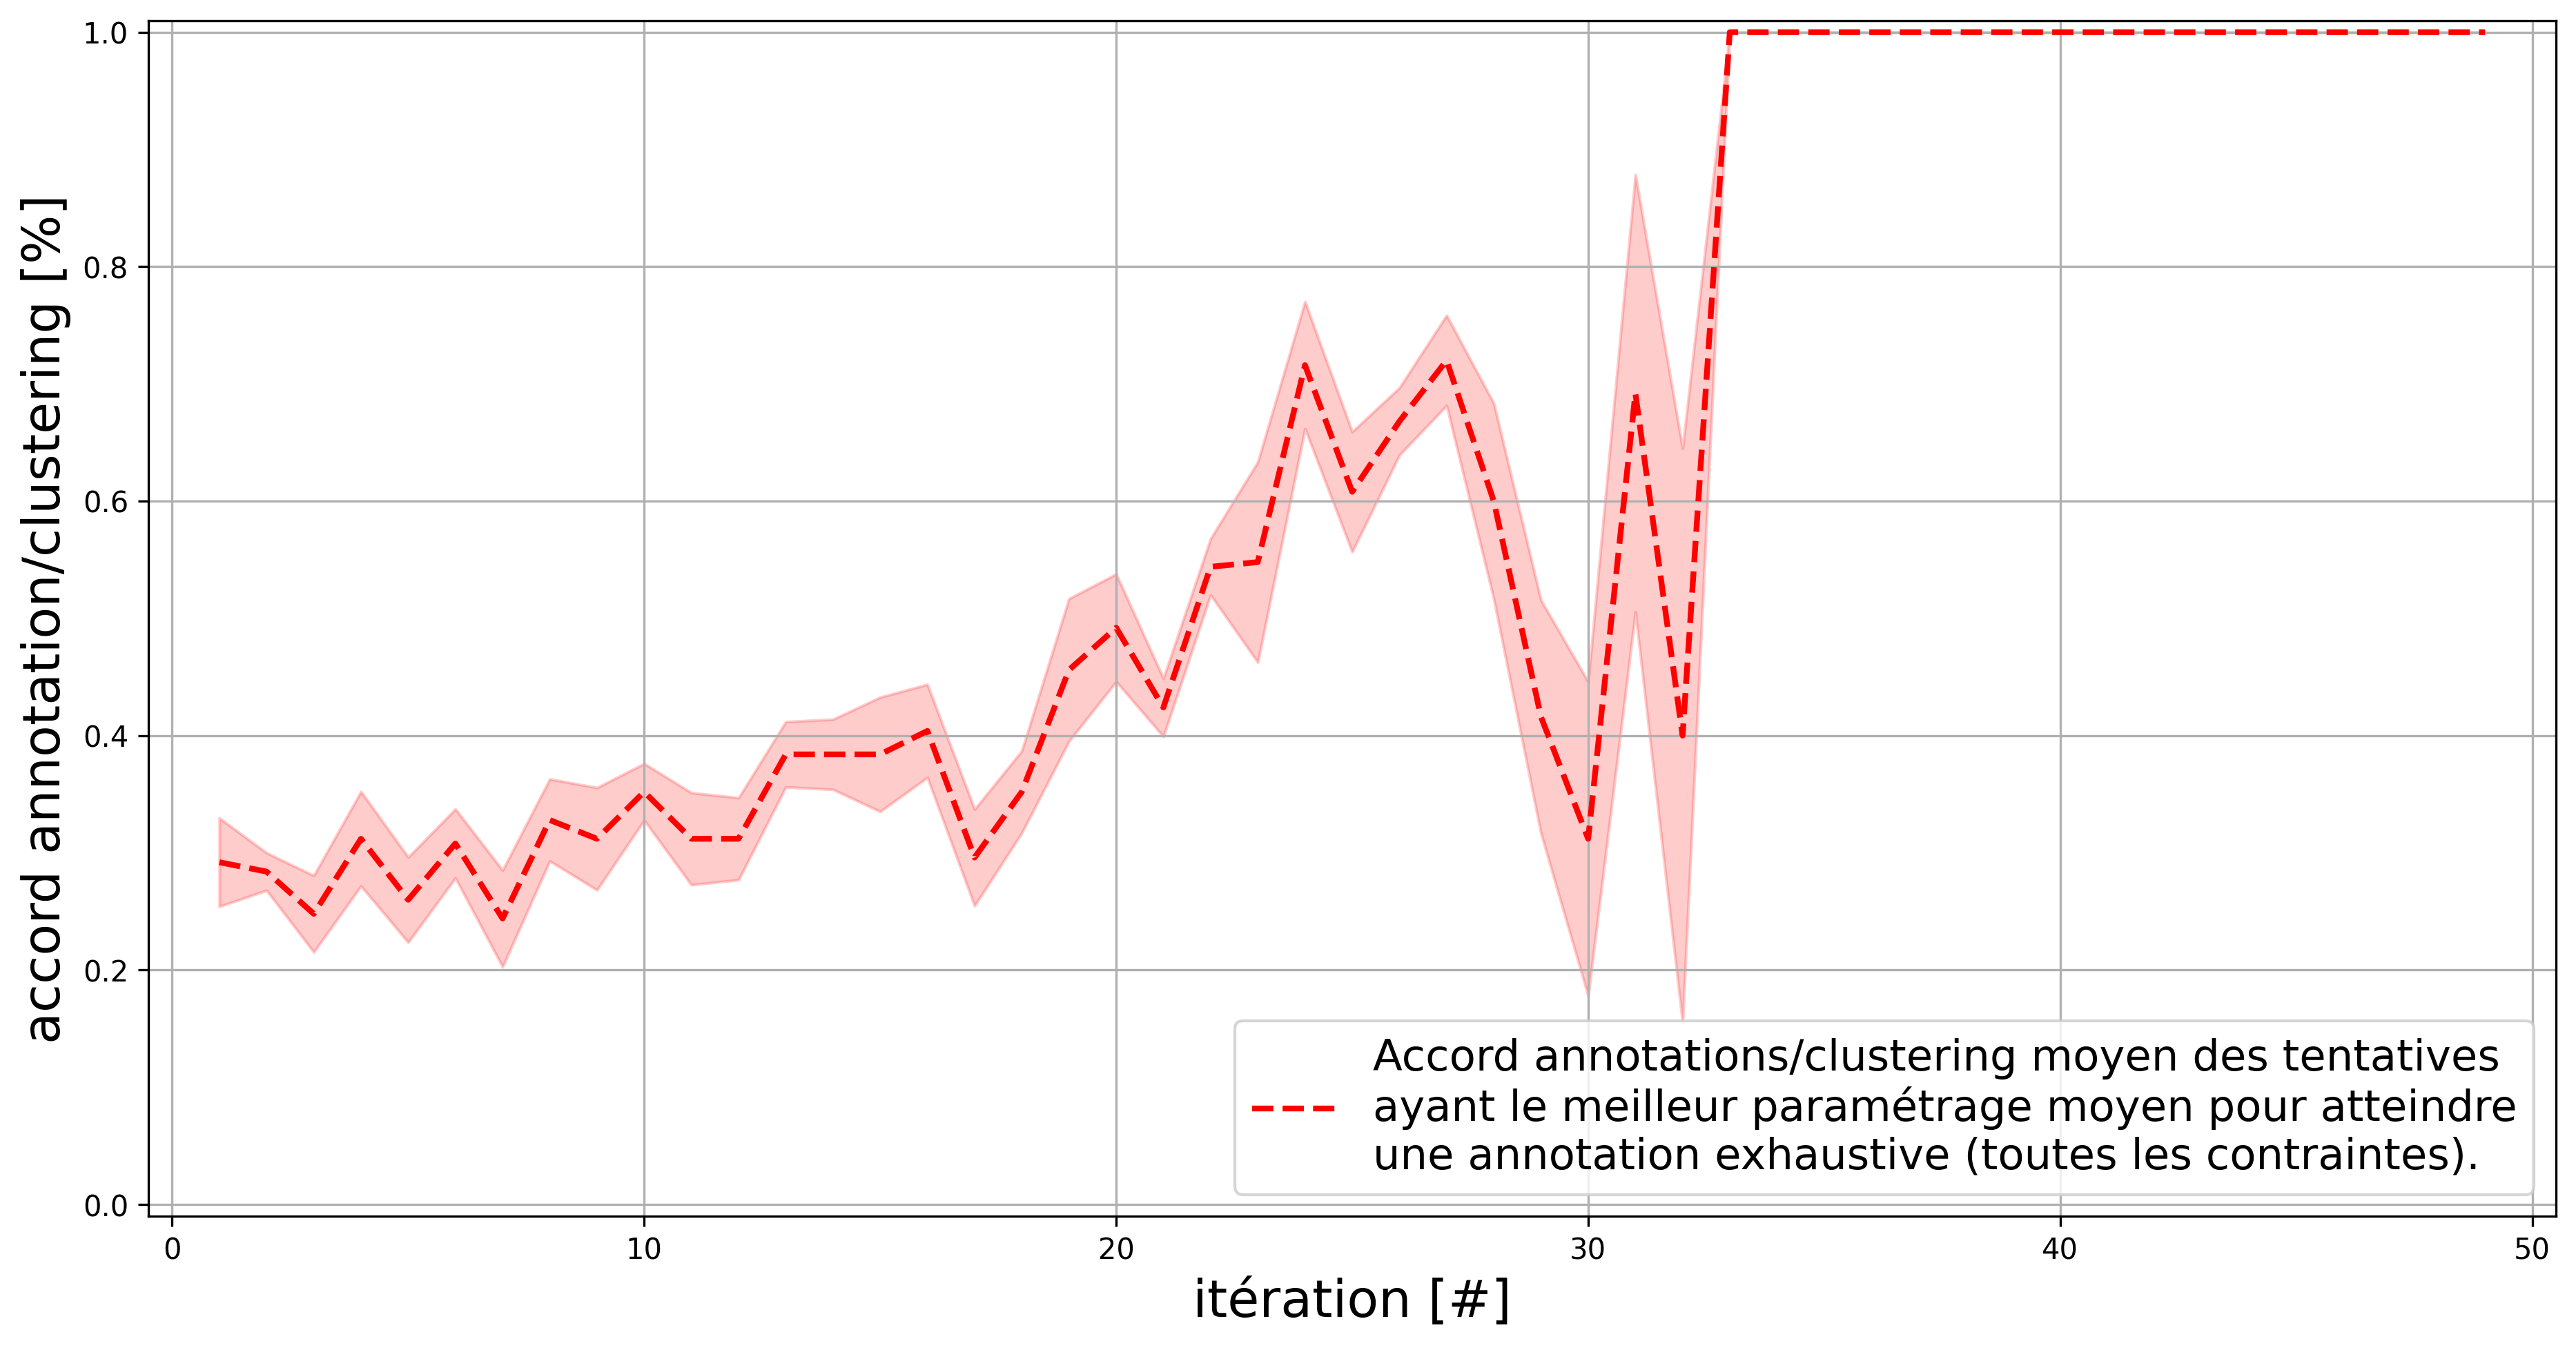 accord annotation/clustering [%]
1.0
0.8
0.6
0.4
0.2
0.0
0
10
20
30
40
50
itération [#]
Accord annotations/clustering moyen des tentatives
ayant le meilleur paramétrage moyen pour atteindre
une annotation exhaustive (toutes les contraintes).